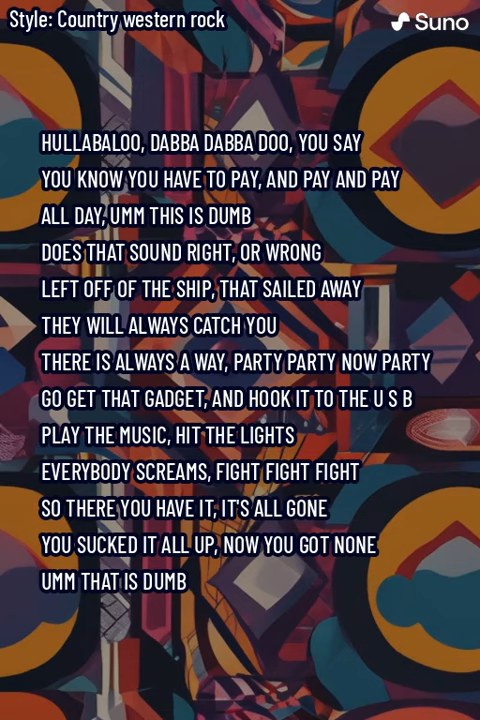 Style: Country western rock
Suno
HULLABALOO, DABBA DABBA DOO, YOU SAY
YOU KNOW YOU HAVE TO PAY, AND PAY AND PAY
ALL DAY, UMM THIS IS DUMB
DOES THAT SOUND RIGHT, OR WRONG
LEFT OFF OF THE SHIP, THAT SAILED AWAY
THEY WILL ALWAYS CATCH YOU
THERE IS ALWAYS A WAY, PARTY PARTY NOW PARTY
GO GET THAT GADGET, AND HOOK IT TO THE U S B
PLAY THE MUSIC, HIT THE LIGHTS
EVERYBODY SCREAMS, FIGHT FIGHT FIGHT
SO THERE YOU HAVE IT, IT'S ALL GONE
YOU SUCKED IT ALL UP, NOW YOU GOT NONE
UMM THAT IS DUMB